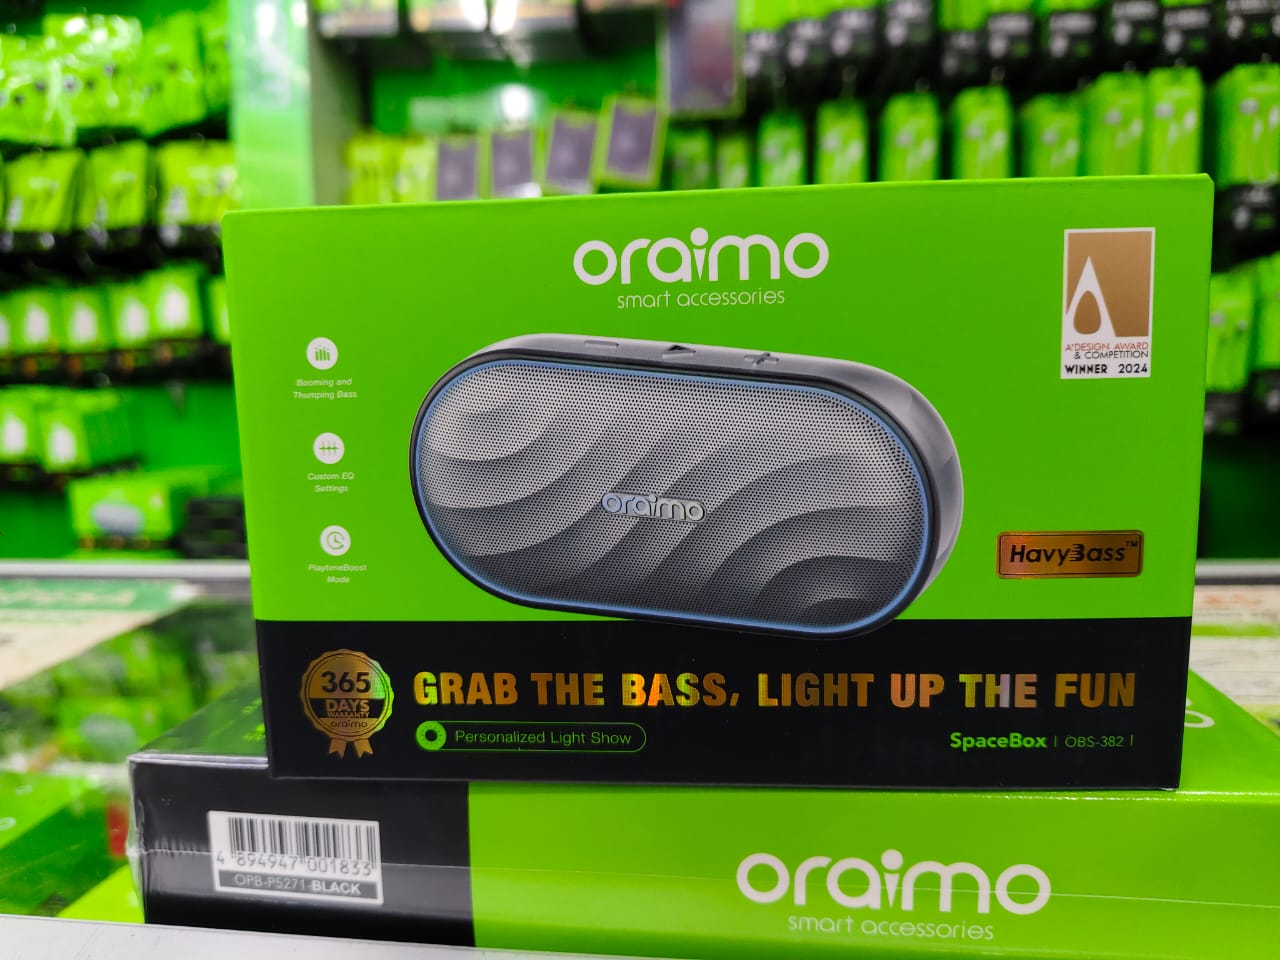 oraimo
smart accessories
A'DESIGN AWARD
& COMPETITION
WINNER 2024
Booming and
Thumping Bass
Custom EQ
Settings
PlaytimeBoost
Mode
oraimo
HavyBass™
365
DAYS
WARRANTY
oraimo
GRAB THE BASS, LIGHT UP THE FUN
Personalized Light Show
SpaceBox | OBS-382 |
4 894947 001833
OPB-P5271-BLACK
oraimo
smart accessories